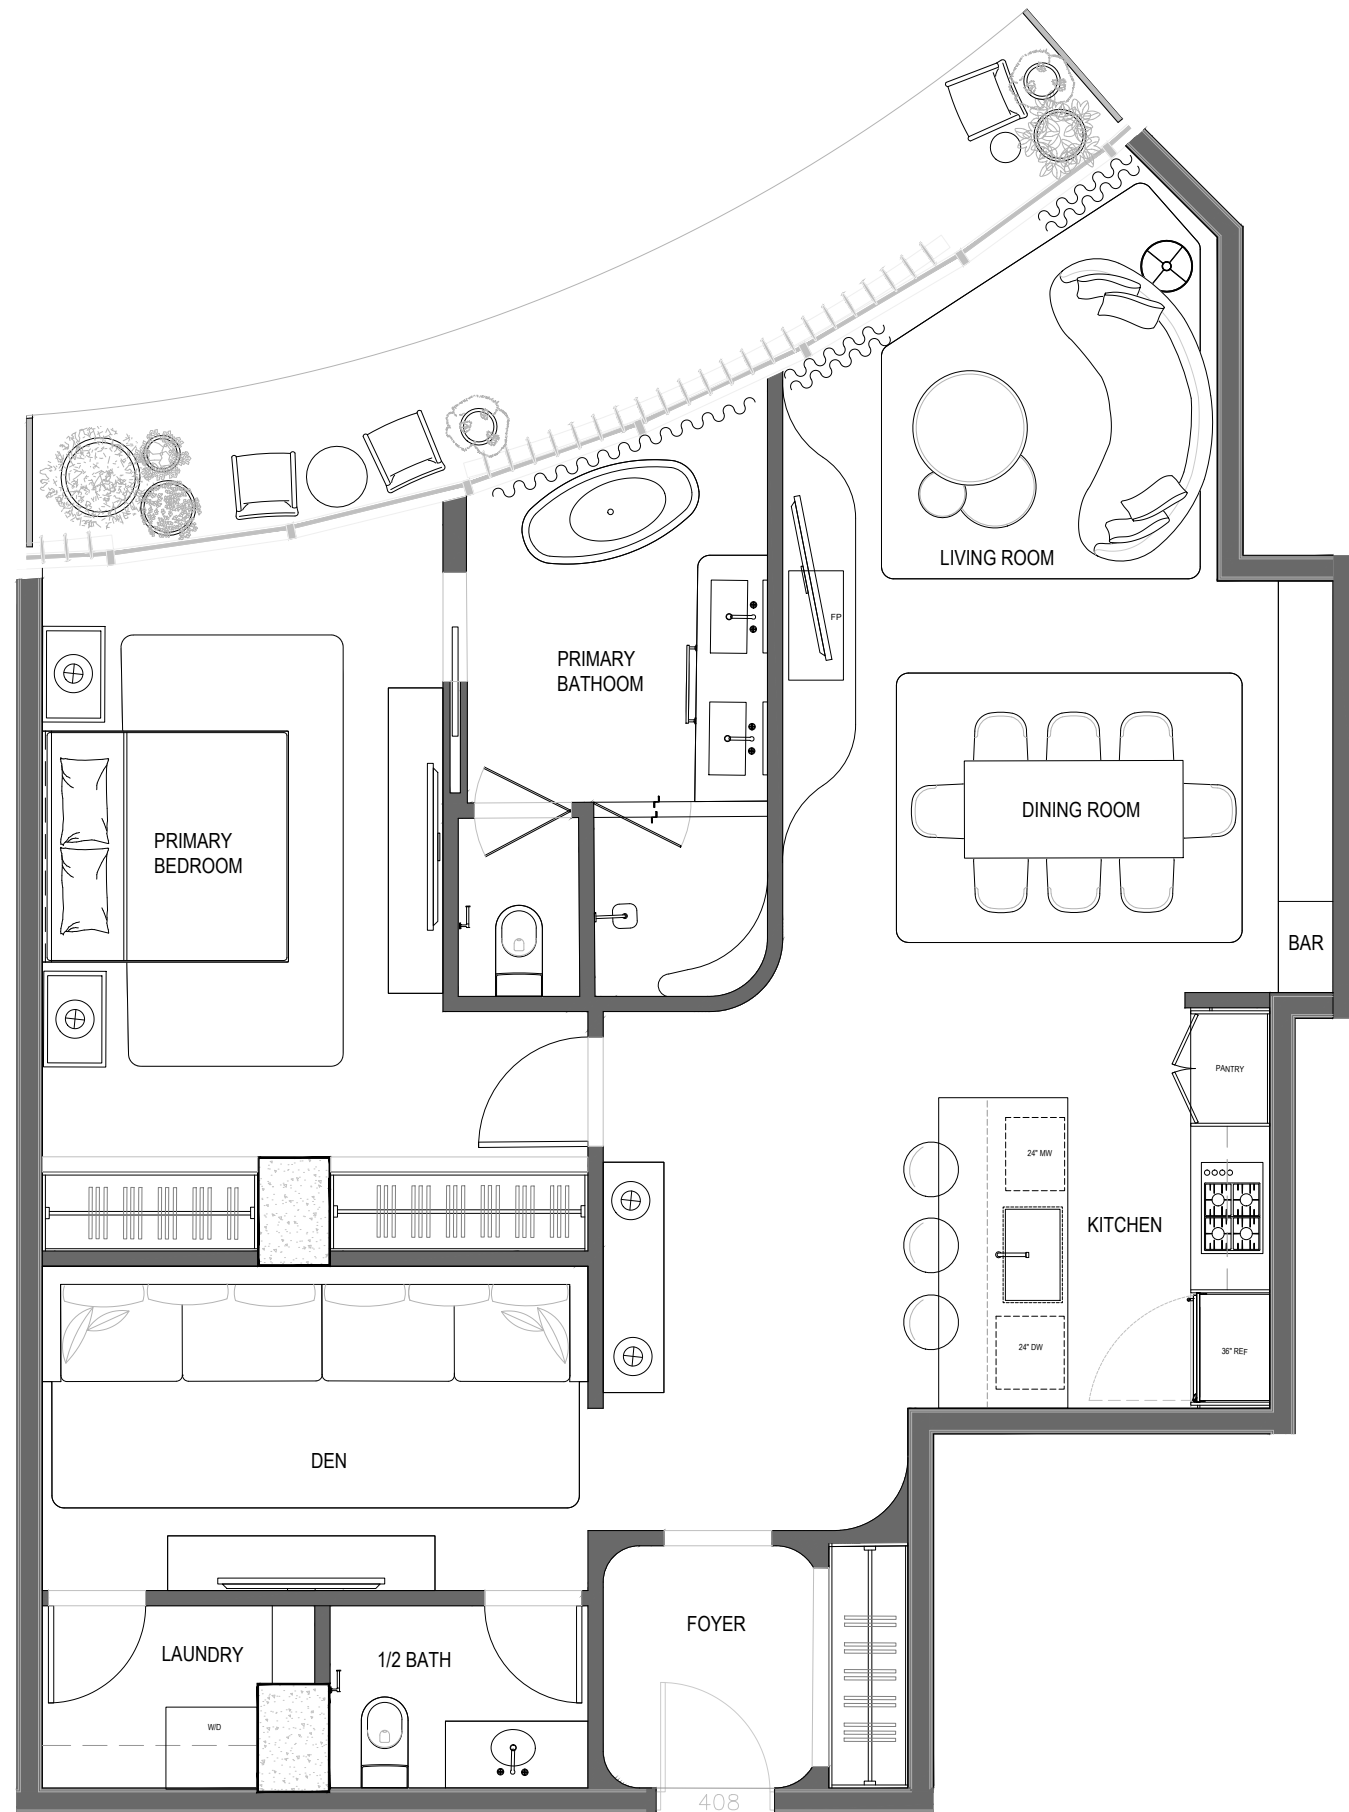 LIVING ROOM
FP
PRIMARY
BATHOOM
DINING ROOM
PRIMARY
BEDROOM
BAR
PANTRY
24" MW
KITCHEN
24" DW
36" REF
DEN
FOYER
LAUNDRY
1/2 BATH
W/D
408